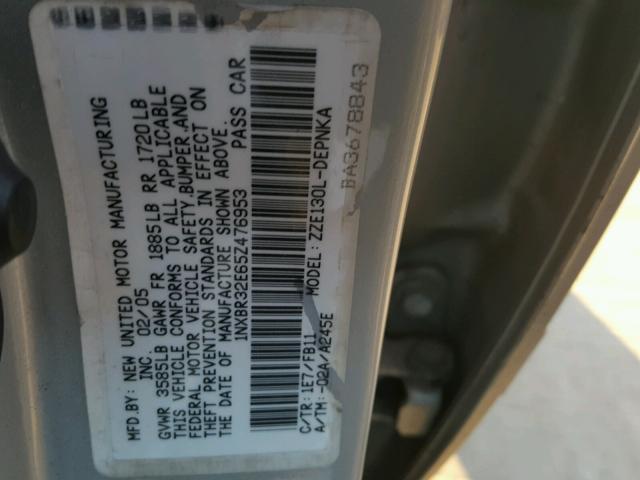 MFD.BY: NEW UNITED MOTOR MANUFACTURING
INC. 02/05
GVWR 3585LB GAWR FR 1885LB RR 1720LB
THIS VEHICLE CONFORMS TO ALL APPLICABLE
FEDERAL MOTOR VEHICLE SAFETY,BUMPER,AND
THEFT PREVENTION STANDARDS IN EFFECT ON
THE DATE OF MANUFACTURE SHOWN ABOVE.
1NXBR32E65Z476953 PASS CAR
C/TR: 1E7/FB11 MODEL: ZZE130L-DEPNKA
A/TM: -02A/A245E
BA3678843